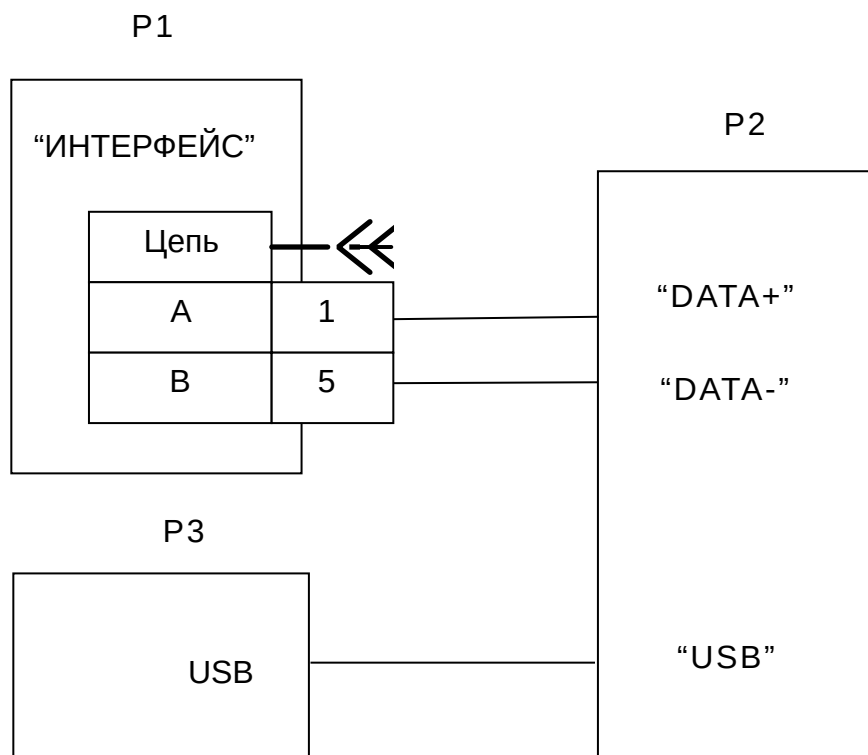 P1
“ИНТЕРФЕЙС”
Цепь
A 1
B 5
P2
“DATA+”
“DATA-”
“USB”
P3
USB